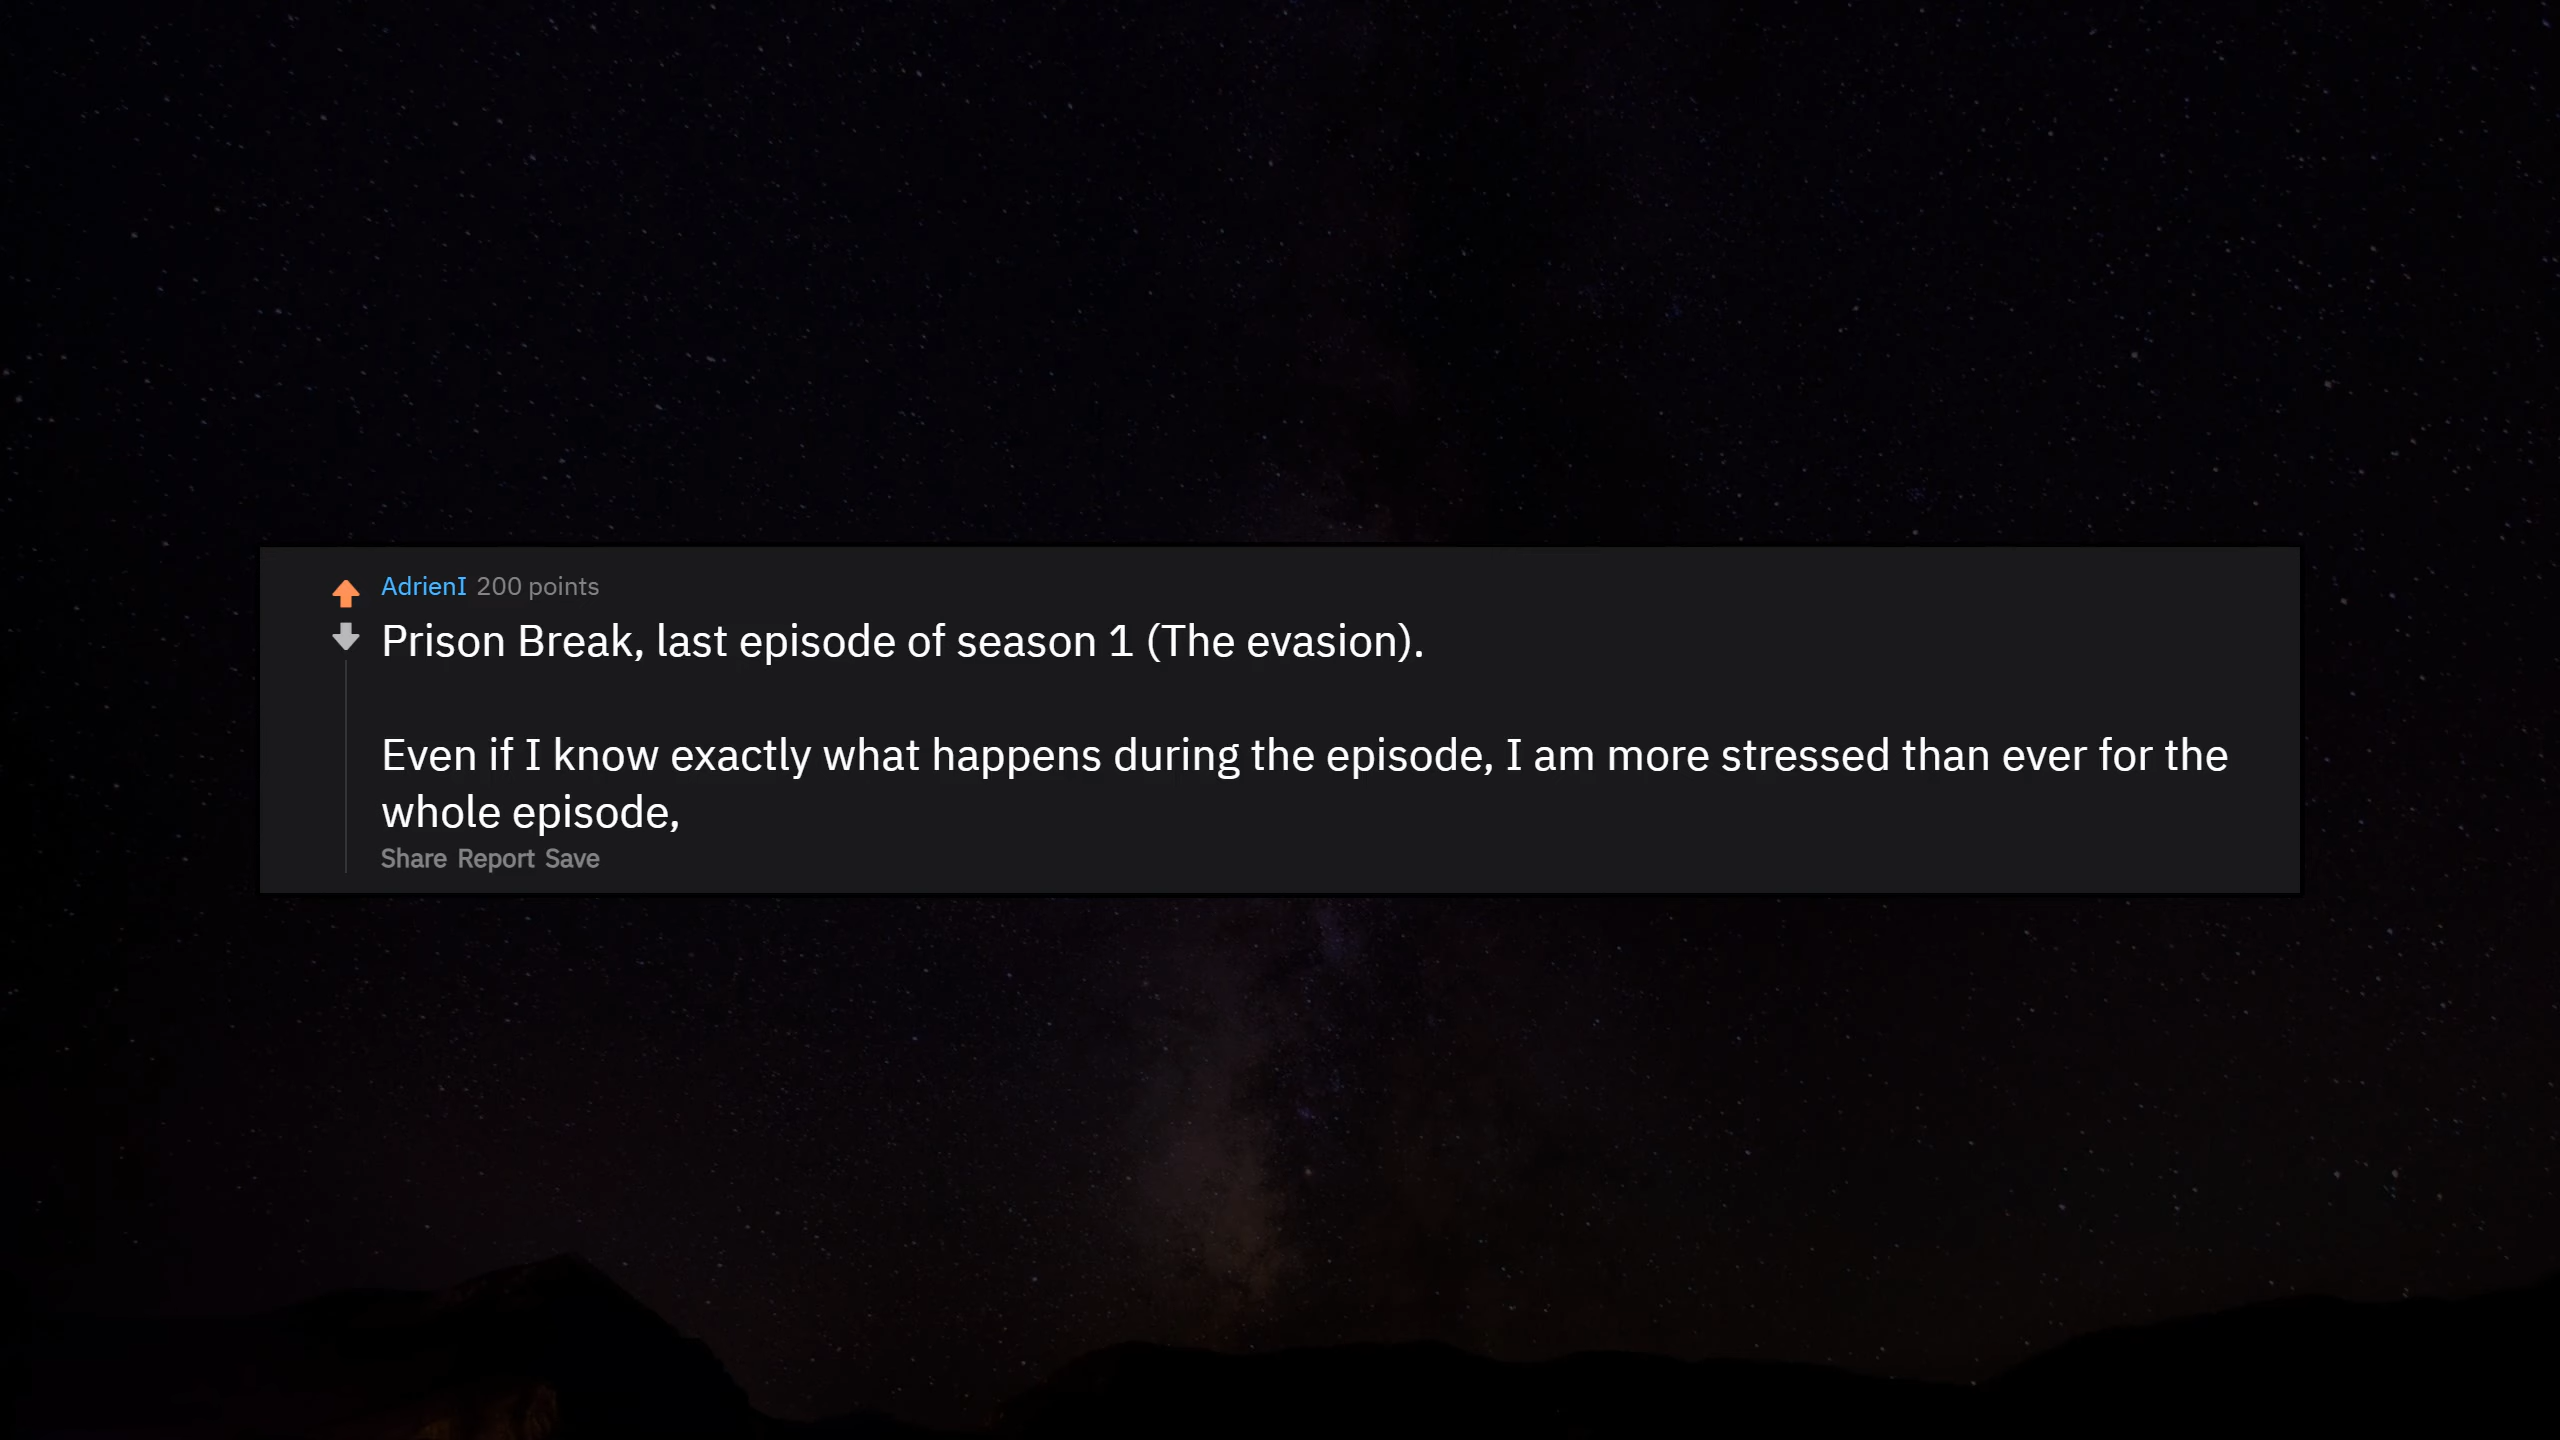 AdrienI 200 points
Prison Break, last episode of season 1 (The evasion).
Even if I know exactly what happens during the episode, I am more stressed than ever for the
whole episode,
Share Report Save